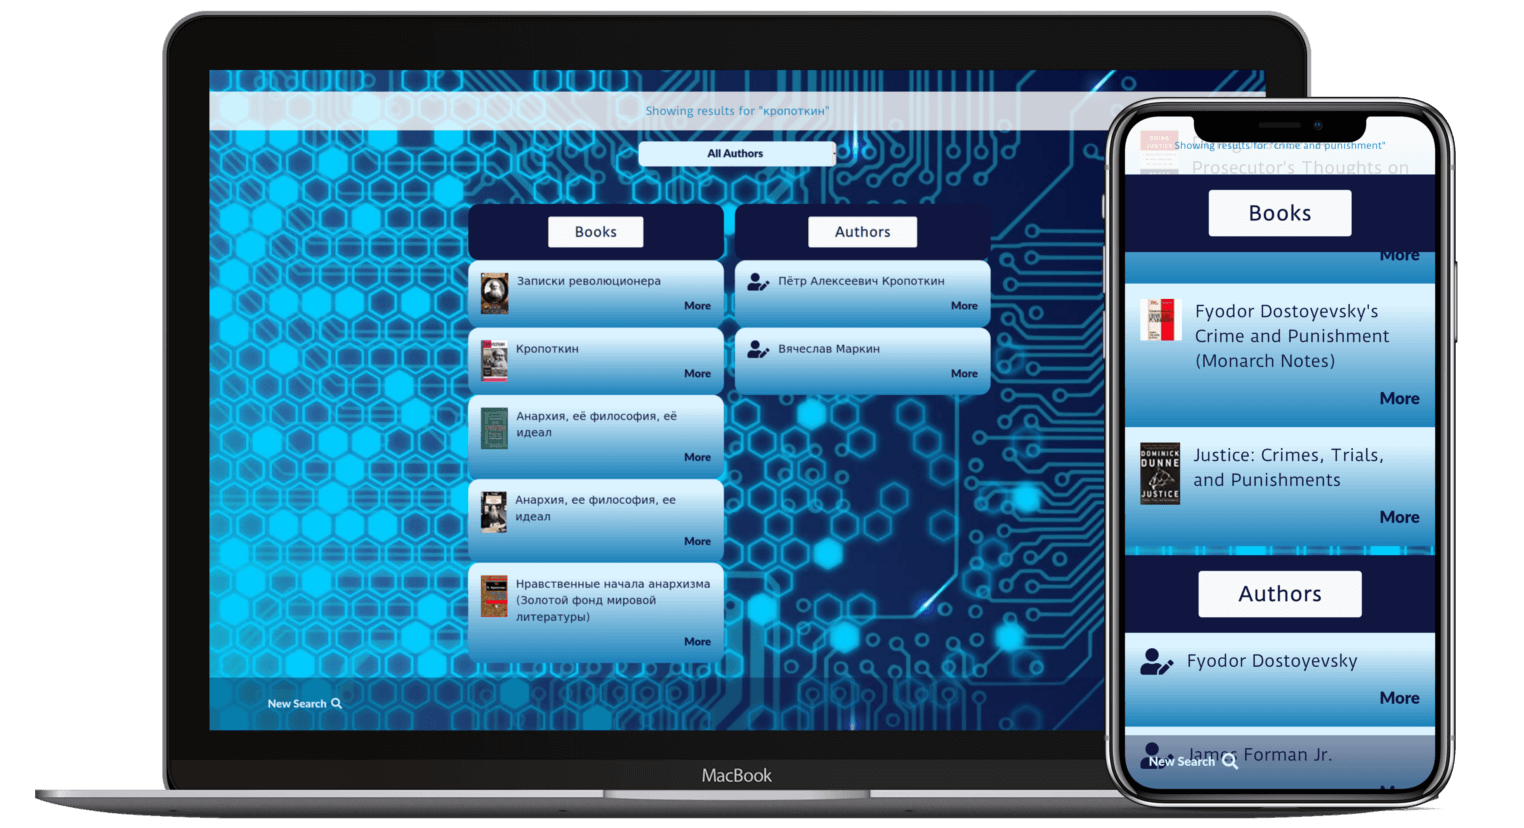 Showing results for "кропоткин"
All Authors
Books
Записки революционера
More
Кропоткин
More
Анархия, её философия, её
идеал
More
Анархия, ее философия, ее
идеал
More
Нравственные начала анархизма
(Золотой фонд мировой
литературы)
More
Authors
Пётр Алексеевич Кропоткин
More
Вячеслав Маркин
More
New Search
MacBook
Showing results for "crime and punishment"
Prosecutor's Thoughts on
Books
More
Fyodor Dostoyevsky's
Crime and Punishment
(Monarch Notes)
More
DOMINICK
DUNNE
JUSTICE
Justice: Crimes, Trials,
and Punishments
More
Authors
Fyodor Dostoyevsky
More
James Forman Jr.
New Search